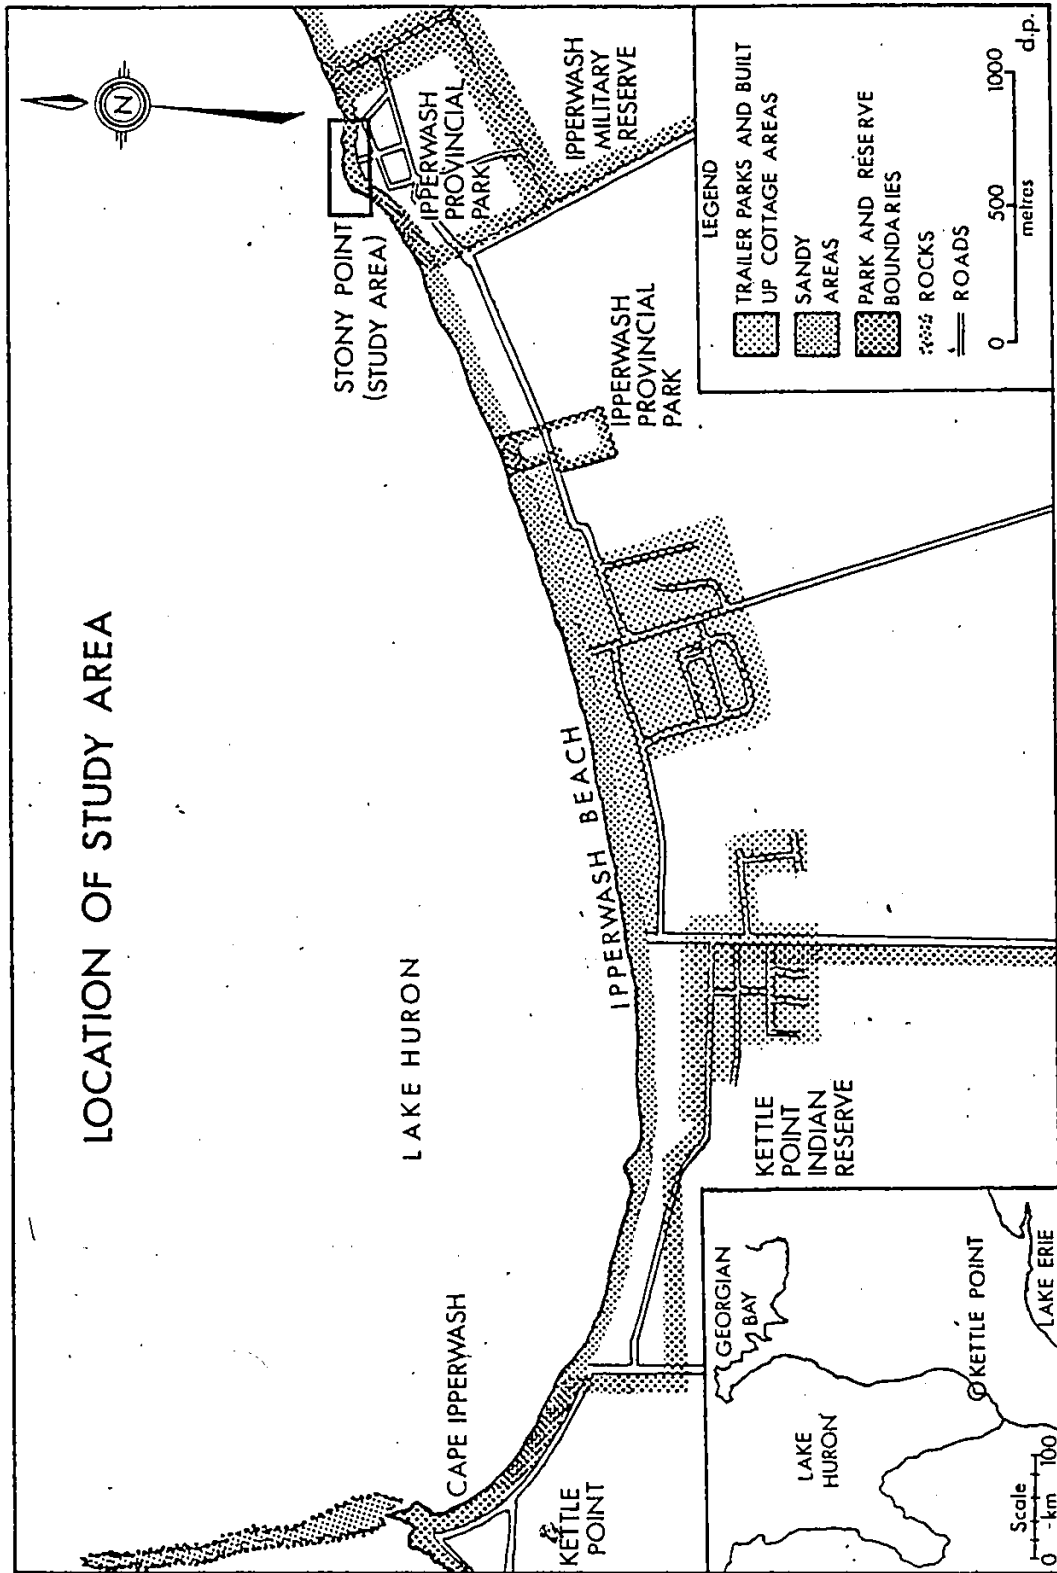 LOCATION OF STUDY AREA
N
LAKE HURON
STONY POINT
(STUDY AREA)
IPPERWASH
PROVINCIAL
PARK
IPPERWASH
MILITARY
RESERVE
IPPERWASH
PROVINCIAL
PARK
IPPERWASH BEACH
CAPE IPPERWASH
KETTLE
POINT
KETTLE
POINT
INDIAN
RESERVE
GEORGIAN
BAY
LAKE
HURON
KETTLE POINT
LAKE ERIE
Scale
0 km 100
LEGEND
TRAILER PARKS AND BUILT
UP COTTAGE AREAS
SANDY
AREAS
PARK AND RESERVE
BOUNDARIES
ROCKS
ROADS
0 500 1000
metres
d.p.